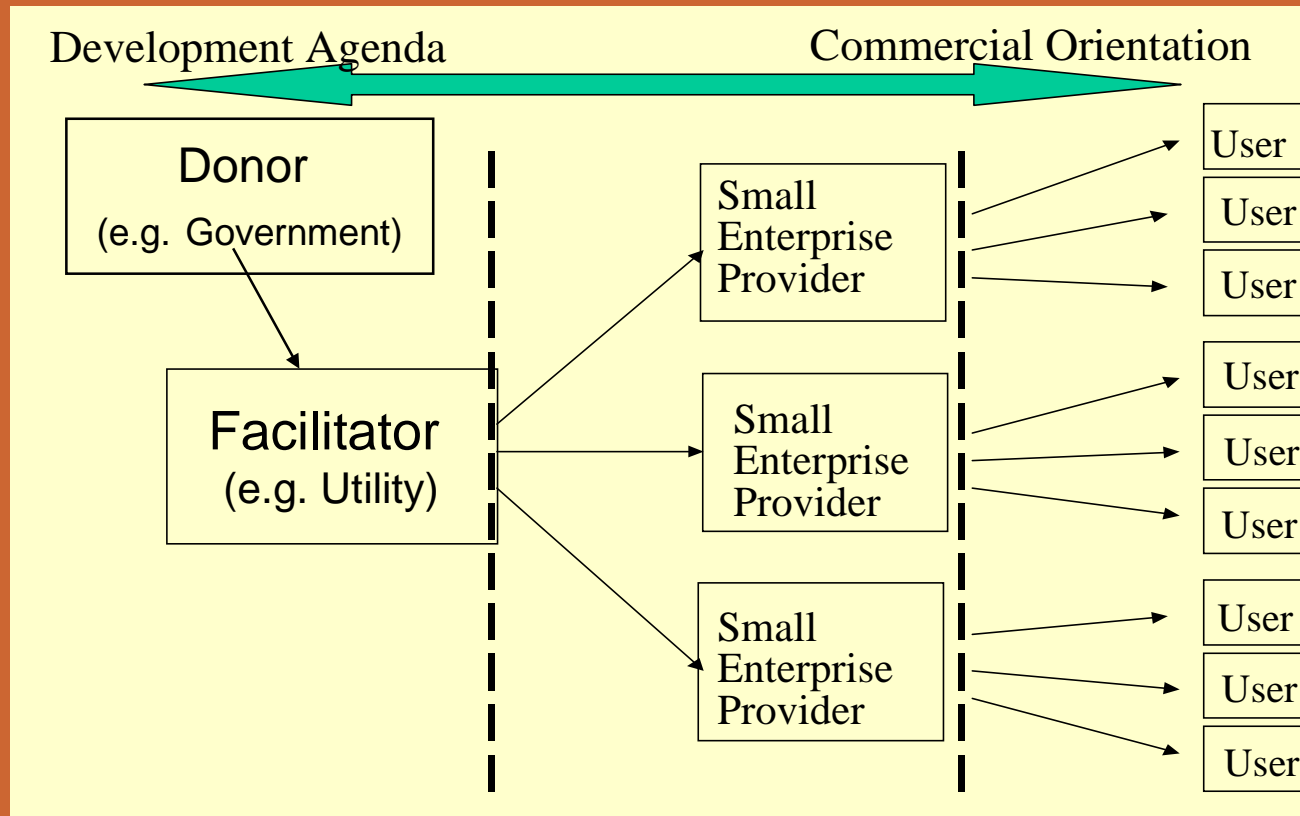 Development Agenda
Commercial Orientation
Donor
(e.g. Government)
Facilitator
(e.g. Utility)
Small
Enterprise
Provider
Small
Enterprise
Provider
Small
Enterprise
Provider
User
User
User
User
User
User
User
User
User